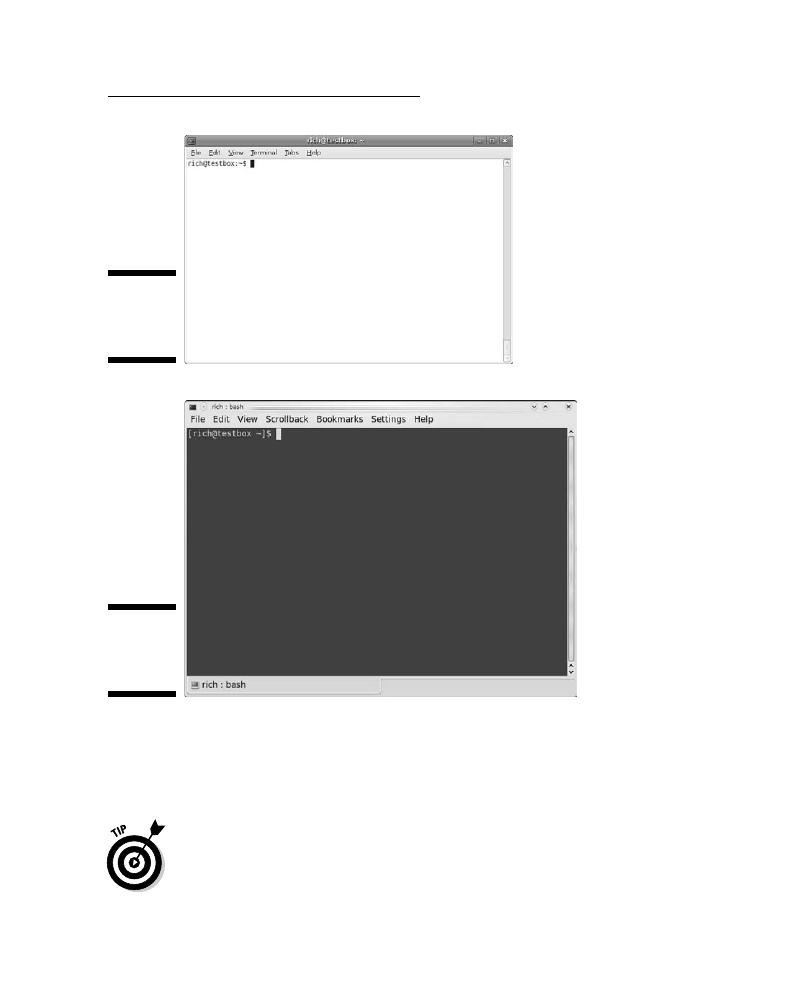 rich@testbox: ~
File Edit View Terminal Tabs Help
rich@testbox:~$
rich : bash
File Edit View Scrollback Bookmarks Settings Help
[rich@testbox ~]$
rich : bash
TIP